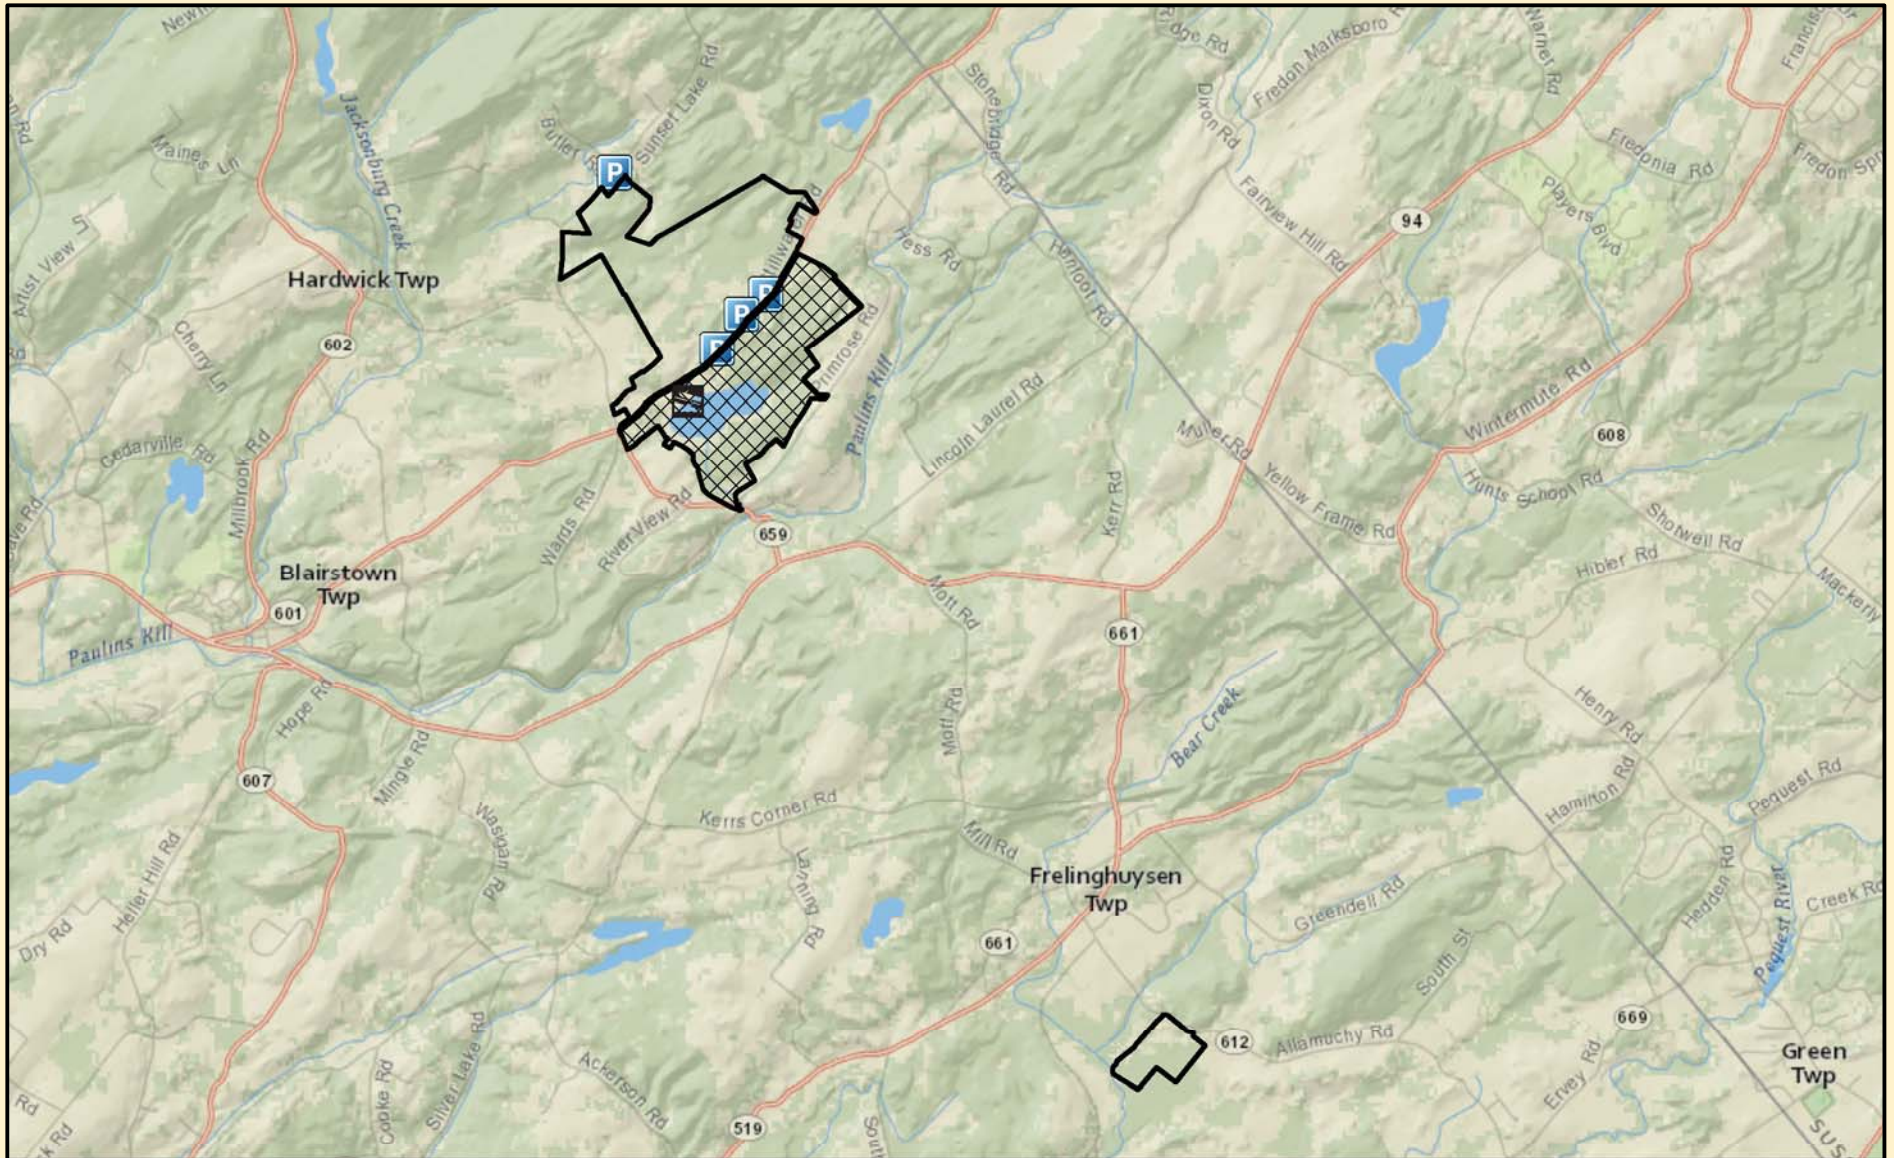 Sunset Lake Rd
Stonebridge Rd
Fredon Marksboro
Warner Rd
Dixon Rd
Fredonia Rd
Maines Ln
Jacksonburg Creek
P
Players Blvd
Fairview Hill Rd
94
Hess Rd
Artist View
Hardwick Twp
P
P
P
602
Cherry Ln
Primrose Rd
Paulins Kill
Lincoln Laurel Rd
Wintermute Rd
608
Muller Rd
Cedarville Rd
Millbrook Rd
Hunts School Rd
Yellow Frame Rd
Kerr Rd
Wards Rd
River View Rd
659
Shotwell Rd
Hibler Rd
Mackerly
Blairstown
Twp
601
Mott Rd
661
Paulins Kill
Hope Rd
Mott Rd
Bear Creek
Henry Rd
607
Mingle Rd
Hamilton Rd
Pequest Rd
Kerrs Corner Rd
Mill Rd
Heller Hill Rd
Lanning Rd
Frelinghuysen
Twp
Greendell Rd
Hedden Rd
Pequest River
Creek Rd
Dry Rd
661
South St
669
612
Allamuchy Rd
Green
Twp
Cooke Rd
Silver Lake Rd
Ackerson Rd
Ervey Rd
519
Rd